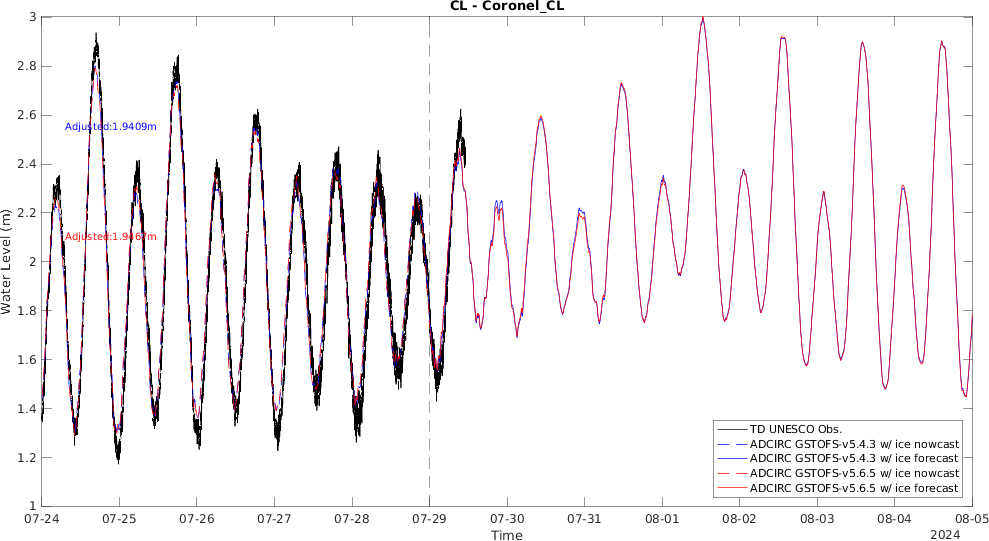 CL - Coronel_CL
3
2.8
2.6
2.4
2.2
2
1.8
1.6
1.4
1.2
1
Water Level (m)
Adjusted:1.9409m
Adjusted:1.9467m
TD UNESCO Obs.
ADCIRC GSTOFS-v5.4.3 w/ ice nowcast
ADCIRC GSTOFS-v5.4.3 w/ ice forecast
ADCIRC GSTOFS-v5.6.5 w/ ice nowcast
ADCIRC GSTOFS-v5.6.5 w/ ice forecast
07-24 07-25 07-26 07-27 07-28 07-29 07-30 07-31 08-01 08-02 08-03 08-04 08-05
Time
2024